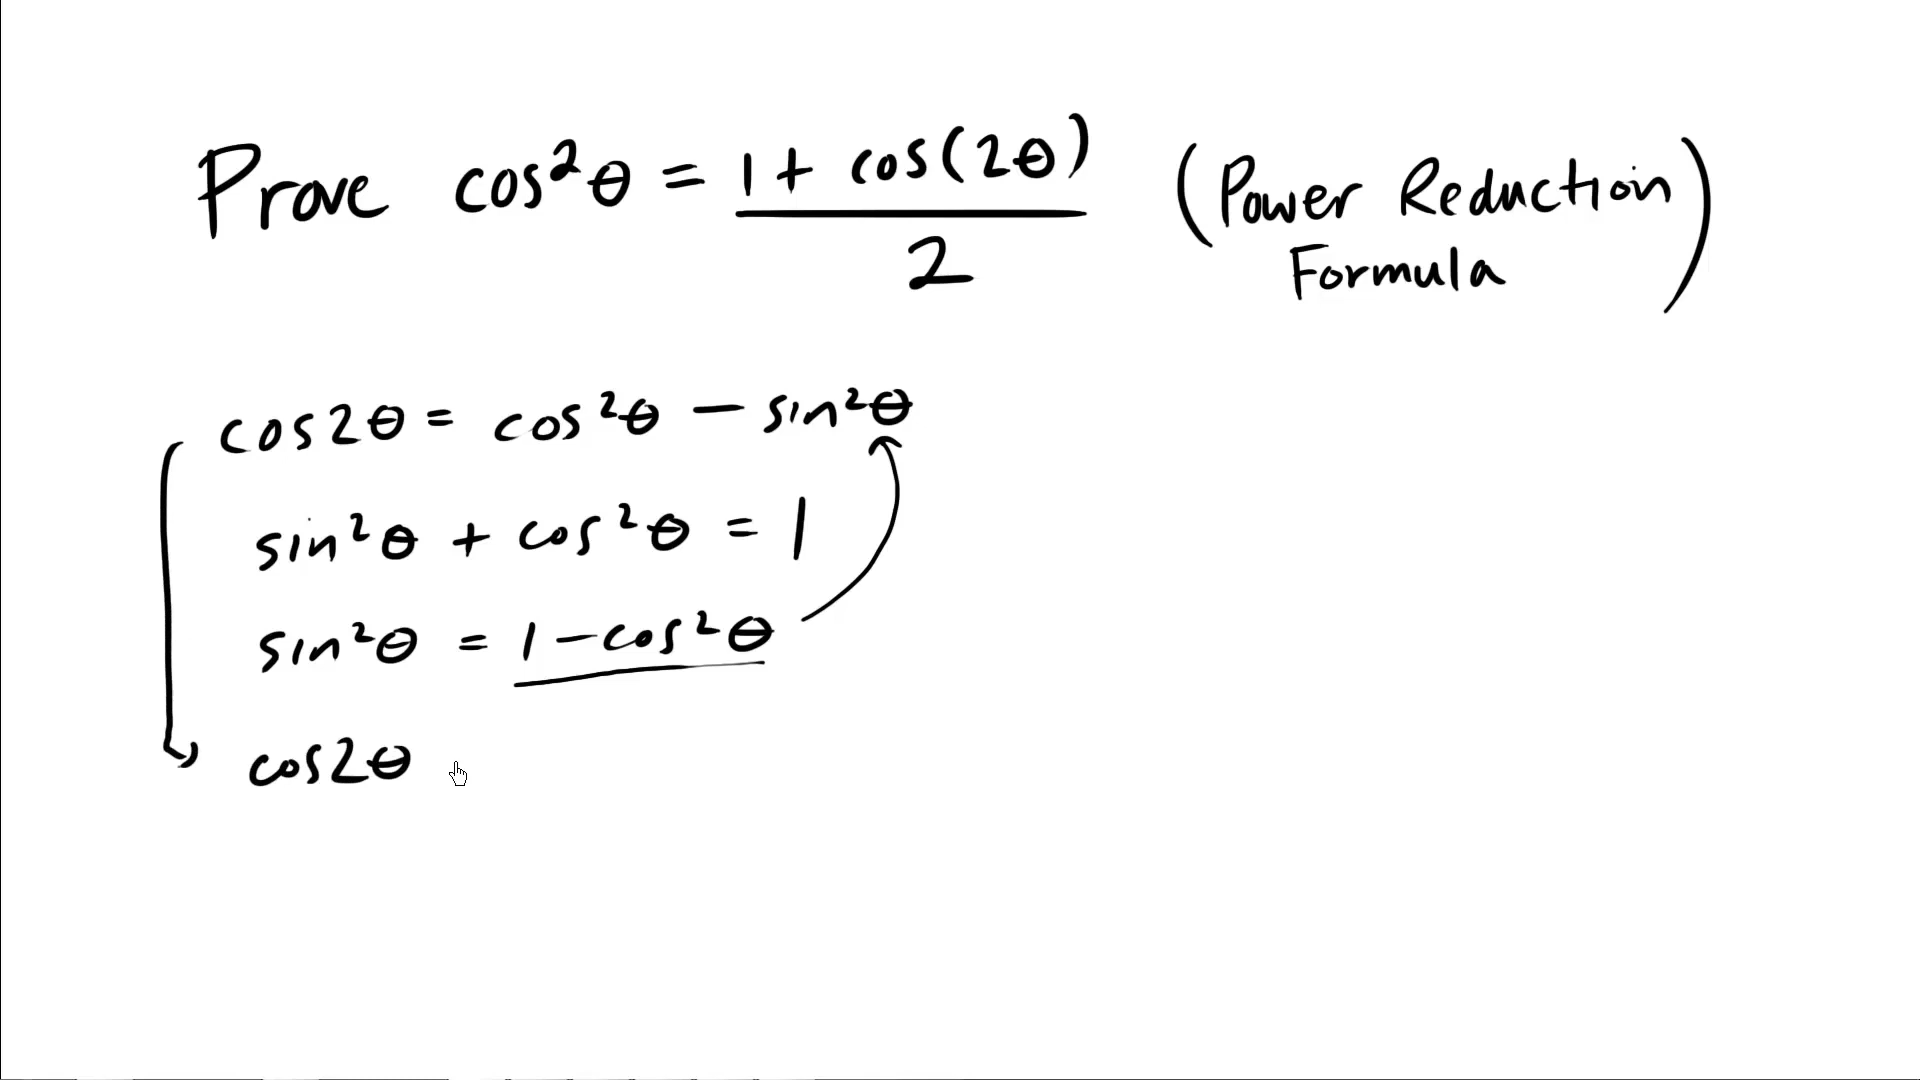 Prove cos²θ = 1 + cos(2θ) / 2 (Power Reduction Formula)
cos2θ = cos²θ − sin²θ
sin²θ + cos²θ = 1
sin²θ = 1 − cos²θ
cos2θ